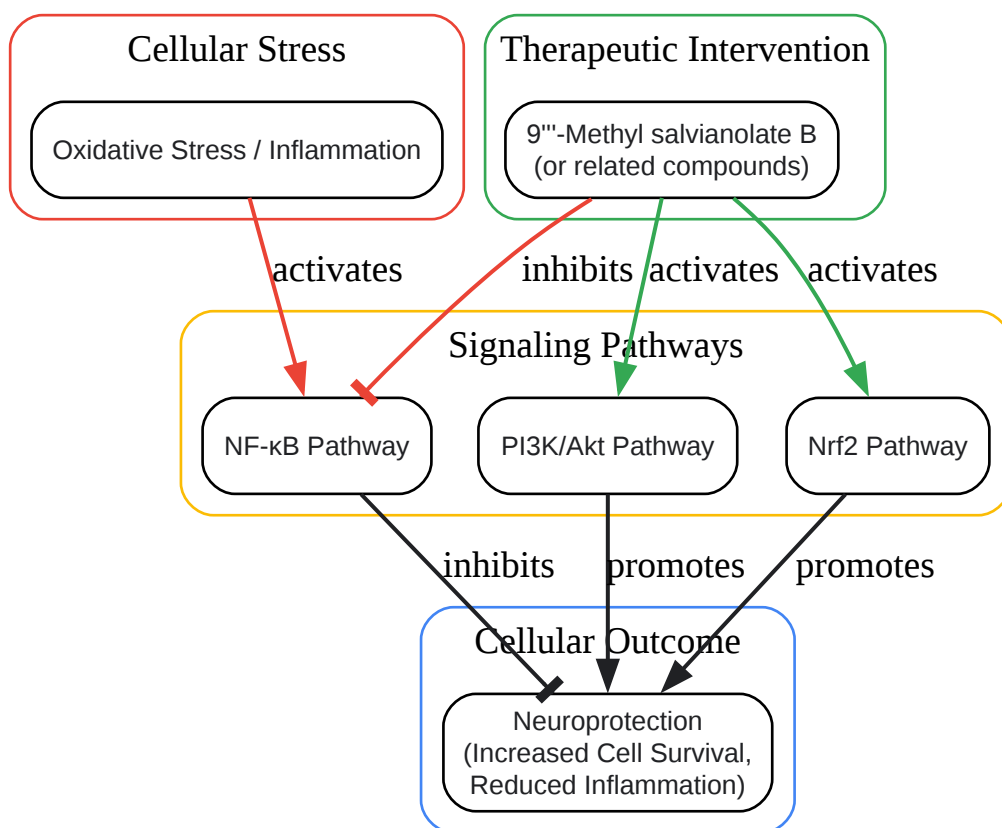 Cellular Stress
Therapeutic Intervention
Oxidative Stress / Inflammation
9'''-Methyl salvianolate B
(or related compounds)
activates
inhibits
activates
activates
Signaling Pathways
NF-κB Pathway
PI3K/Akt Pathway
Nrf2 Pathway
inhibits
promotes
promotes
Cellular Outcome
Neuroprotection
(Increased Cell Survival,
Reduced Inflammation)